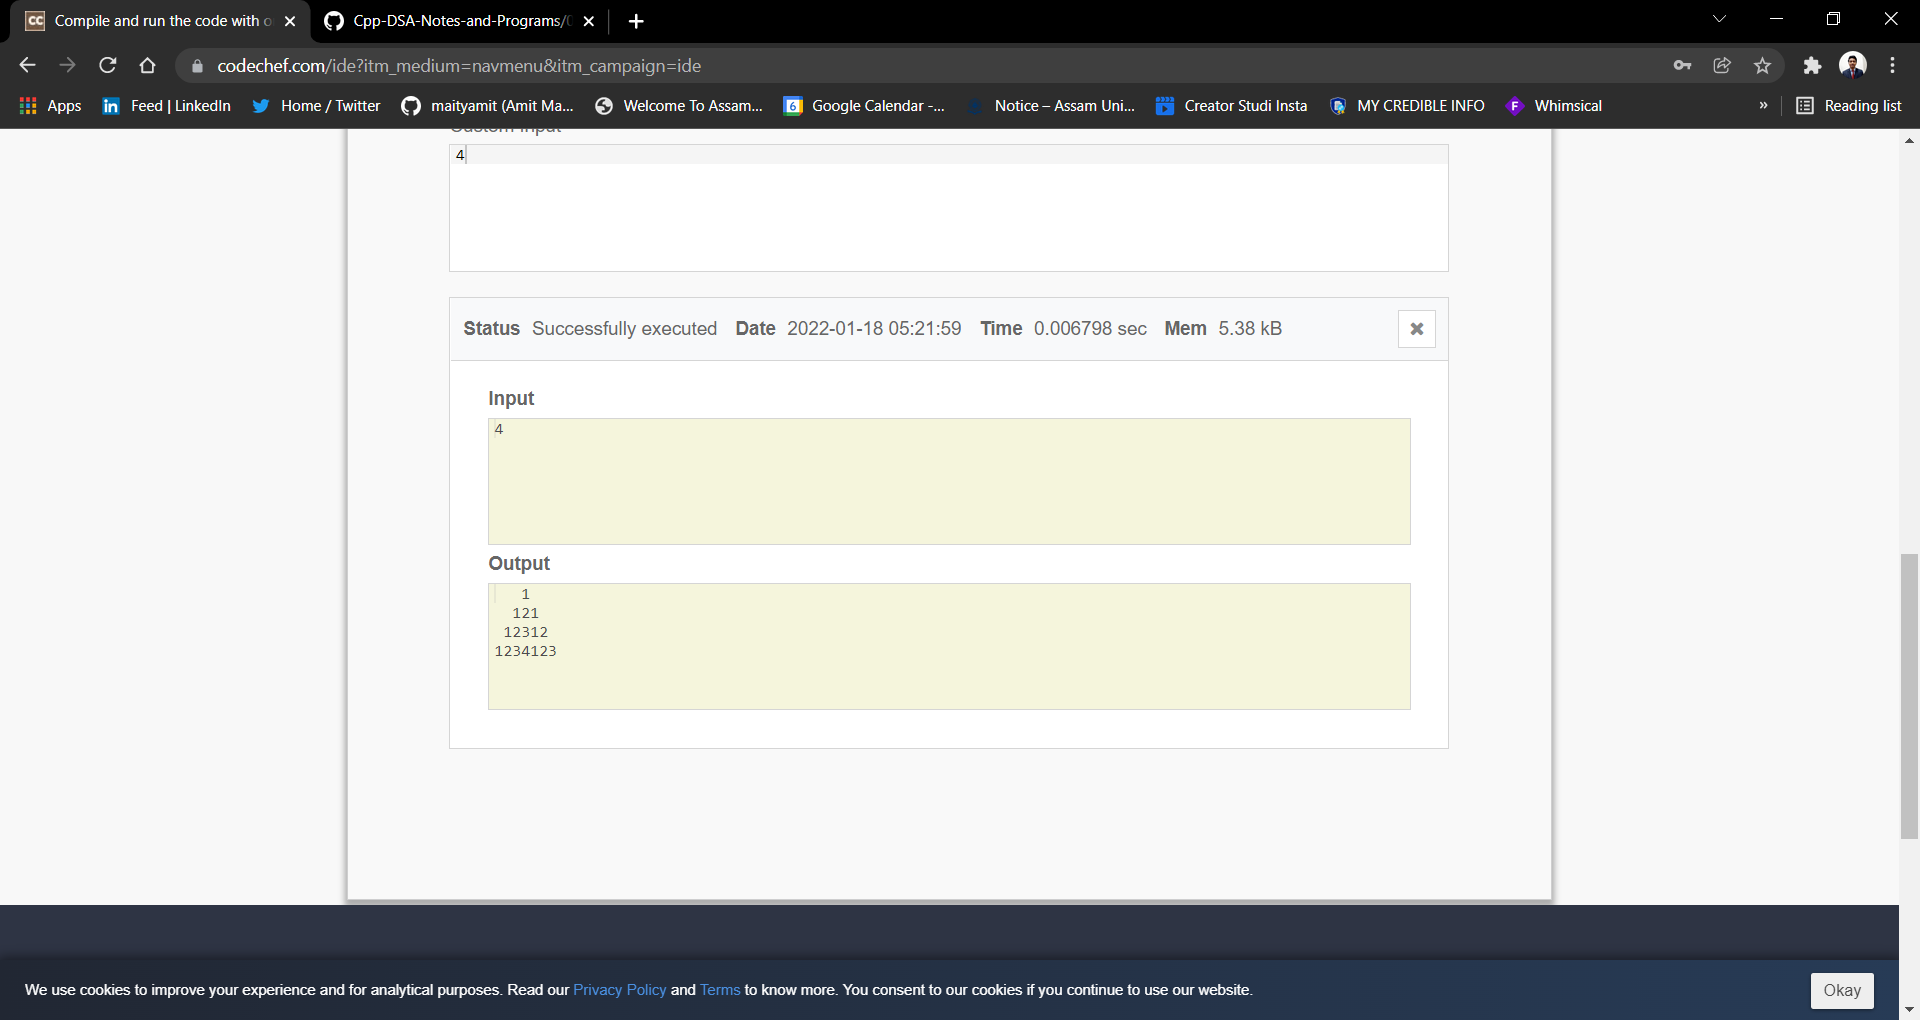 Compile and run the code with o
Cpp-DSA-Notes-and-Programs/
codechef.com/ide?itm_medium=navmenu&itm_campaign=ide
Apps Feed | LinkedIn Home / Twitter maityamit (Amit Ma... Welcome To Assam... 6 Google Calendar -... Notice – Assam Uni... Creator Studi Insta MY CREDIBLE INFO F Whimsical » Reading list
Custom Input
4
Status Successfully executed Date 2022-01-18 05:21:59 Time 0.006798 sec Mem 5.38 kB
Input
4
Output
1
121
12312
1234123
We use cookies to improve your experience and for analytical purposes. Read our Privacy Policy and Terms to know more. You consent to our cookies if you continue to use our website.
Okay